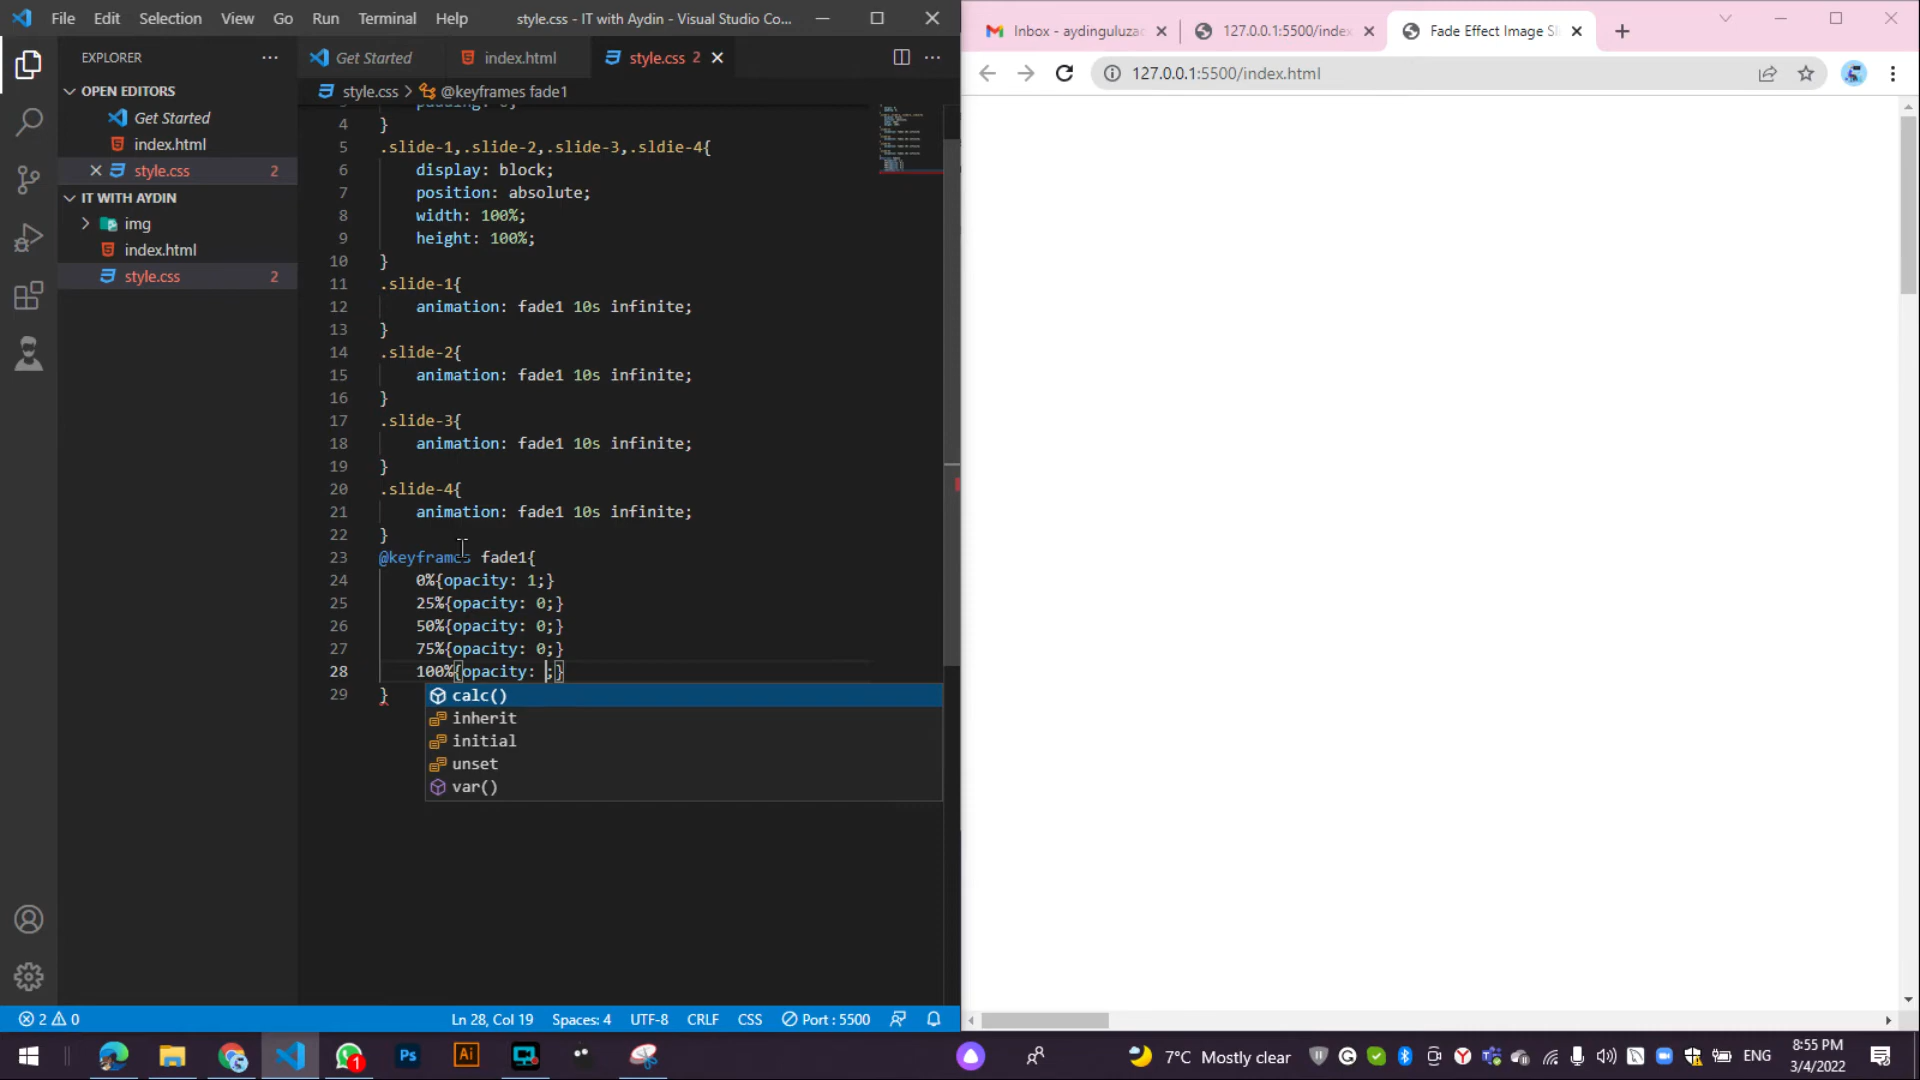 File Edit Selection View Go Run Terminal Help style.css - IT with Aydin - Visual Studio Co...
EXPLORER
OPEN EDITORS
Get Started
index.html
style.css 2
IT WITH AYDIN
img
index.html
style.css 2
Get Started index.html style.css 2
style.css > @keyframes fade1
4 }
5 .slide-1,.slide-2,.slide-3,.sldie-4{
6 display: block;
7 position: absolute;
8 width: 100%;
9 height: 100%;
10 }
11 .slide-1{
12 animation: fade1 10s infinite;
13 }
14 .slide-2{
15 animation: fade1 10s infinite;
16 }
17 .slide-3{
18 animation: fade1 10s infinite;
19 }
20 .slide-4{
21 animation: fade1 10s infinite;
22 }
23 @keyframes fade1{
24 0%{opacity: 1;}
25 25%{opacity: 0;}
26 50%{opacity: 0;}
27 75%{opacity: 0;}
28 100%{opacity: ;}
29 }
calc()
inherit
initial
unset
var()
2 0 Ln 28, Col 19 Spaces: 4 UTF-8 CRLF CSS Port : 5500
Inbox - aydinguluza 127.0.0.1:5500/index Fade Effect Image Sl
127.0.0.1:5500/index.html
1 Ps Ai
7°C Mostly clear ENG
8:55 PM
3/4/2022